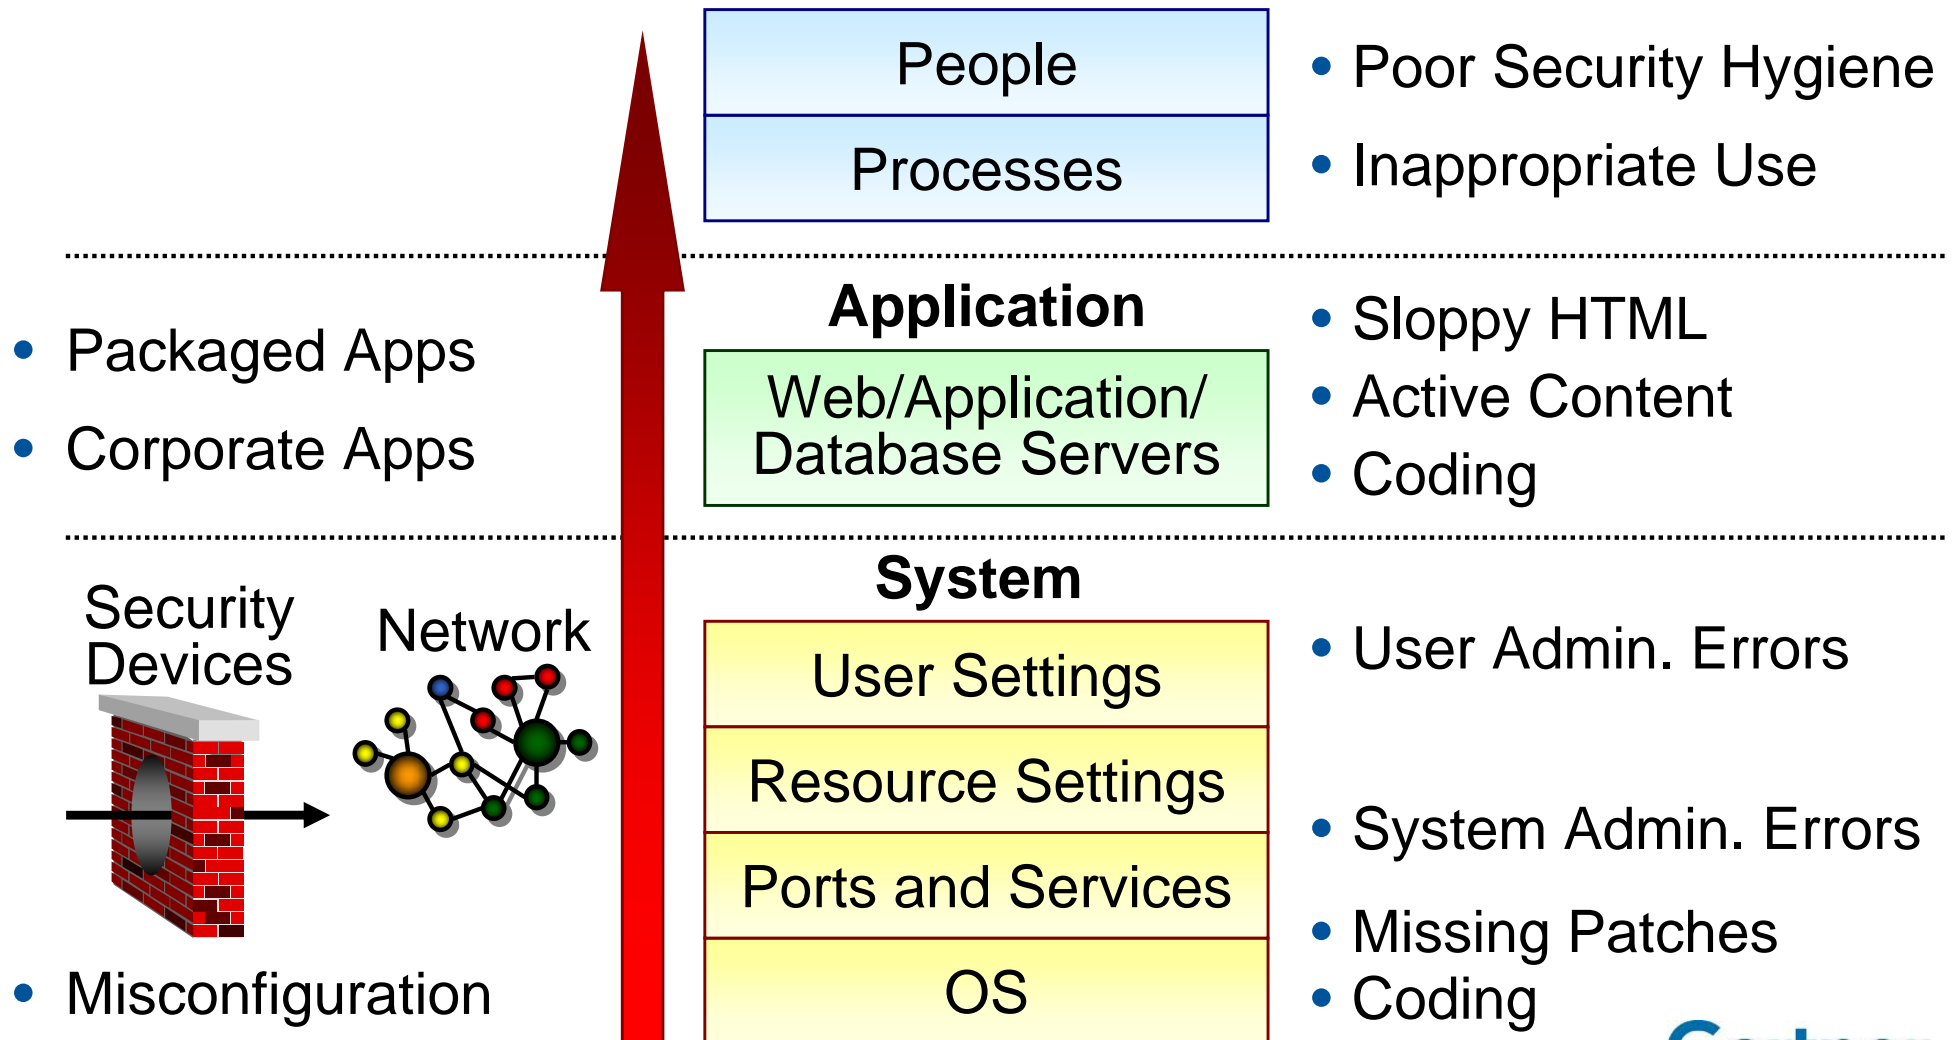 People
• Poor Security Hygiene
Processes
• Inappropriate Use
Application
• Packaged Apps
• Corporate Apps
Web/Application/
Database Servers
• Sloppy HTML
• Active Content
• Coding
System
Security
Devices
Network
• Misconfiguration
User Settings
Resource Settings
Ports and Services
OS
• User Admin. Errors
• System Admin. Errors
• Missing Patches
• Coding